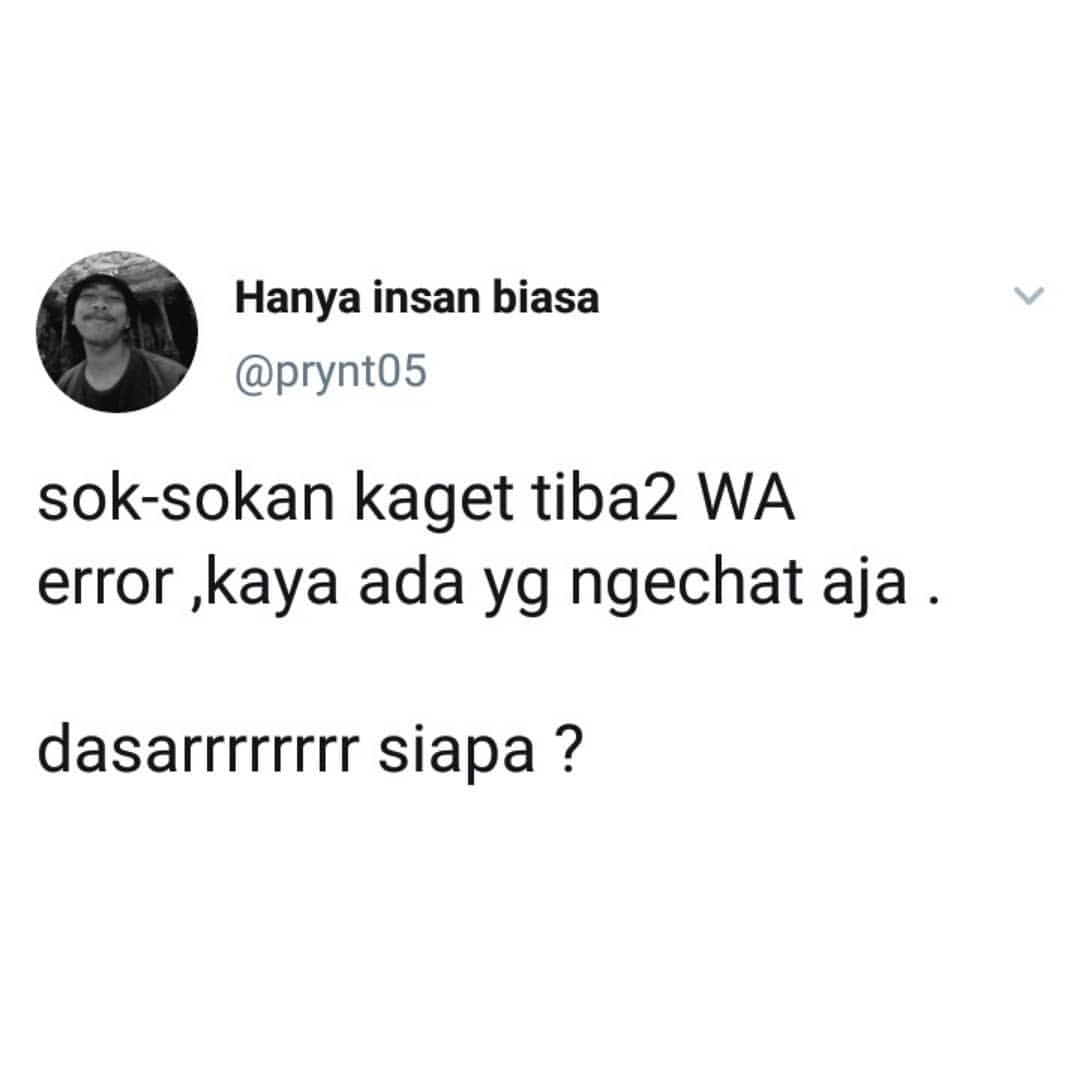 Hanya insan biasa
@prynt05
sok-sokan kaget tiba2 WA
error ,kaya ada yg ngechat aja .
dasarrrrrrrr siapa ?